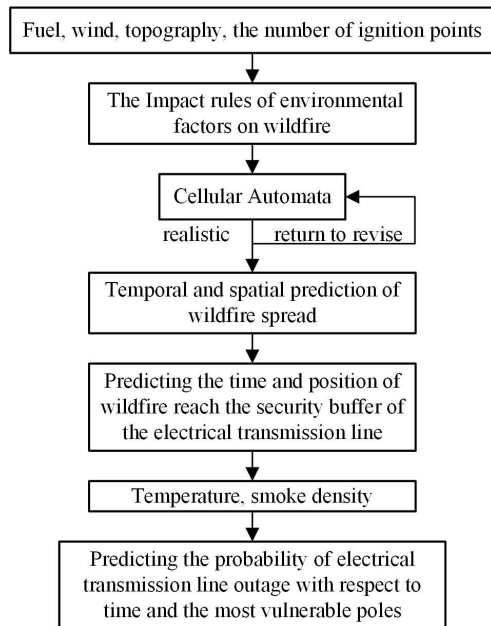 Fuel, wind, topography, the number of ignition points
The Impact rules of environmental
factors on wildfire
Cellular Automata
realistic return to revise
Temporal and spatial prediction of
wildfire spread
Predicting the time and position of
wildfire reach the security buffer of
the electrical transmission line
Temperature, smoke density
Predicting the probability of electrical
transmission line outage with respect to
time and the most vulnerable poles